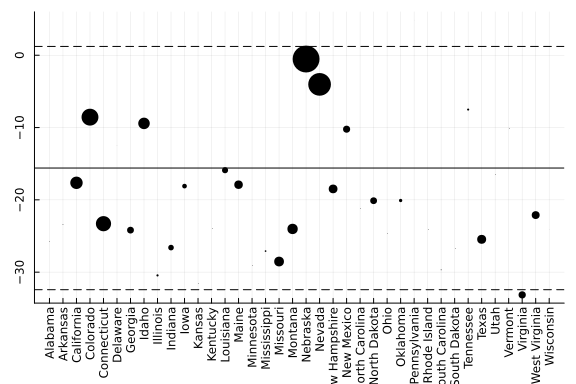 0
−10
−20
−30
Alabama
Arkansas
California
Colorado
Connecticut
Delaware
Georgia
Idaho
Illinois
Indiana
Iowa
Kansas
Kentucky
Louisiana
Maine
Minnesota
Mississippi
Missouri
Montana
Nebraska
Nevada
w Hampshire
New Mexico
orth Carolina
North Dakota
Ohio
Oklahoma
Pennsylvania
Rhode Island
outh Carolina
South Dakota
Tennessee
Texas
Utah
Vermont
Virginia
West Virginia
Wisconsin